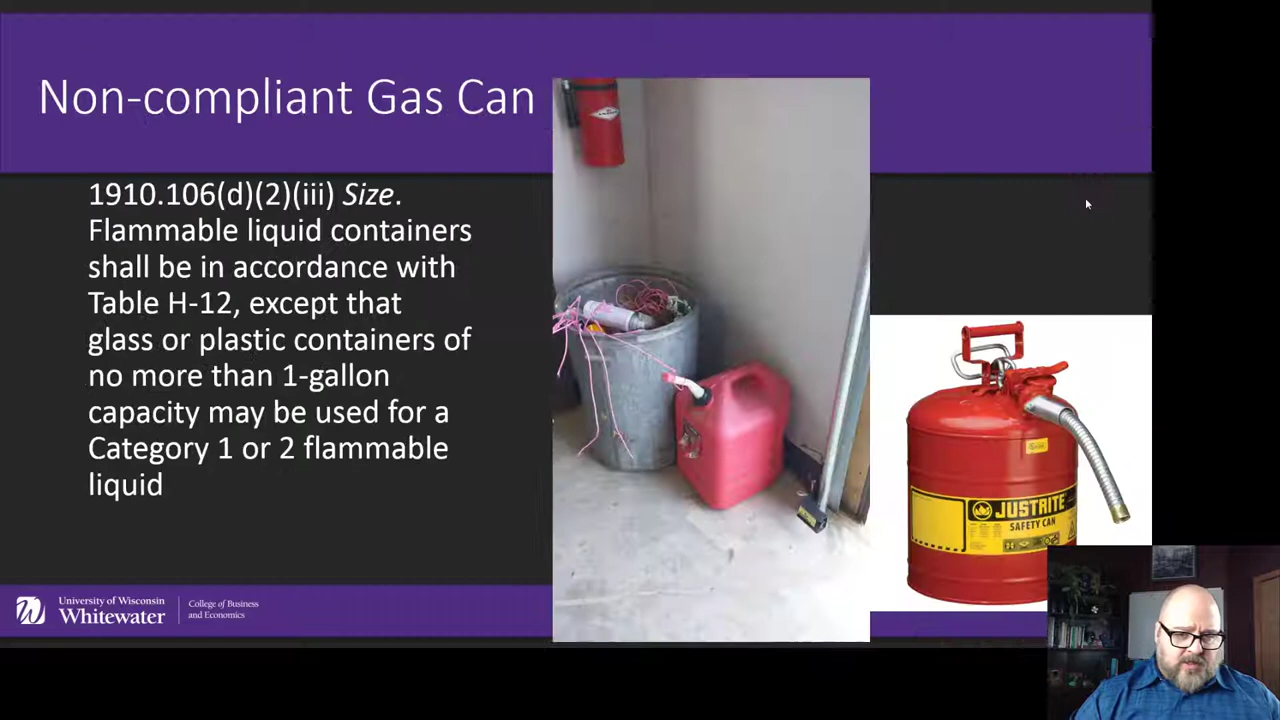 Non-compliant Gas Can
1910.106(d)(2)(iii) Size.
Flammable liquid containers
shall be in accordance with
Table H-12, except that
glass or plastic containers of
no more than 1-gallon
capacity may be used for a
Category 1 or 2 flammable
liquid
JUSTRITE
SAFETY CAN
University of Wisconsin
Whitewater
College of Business
and Economics